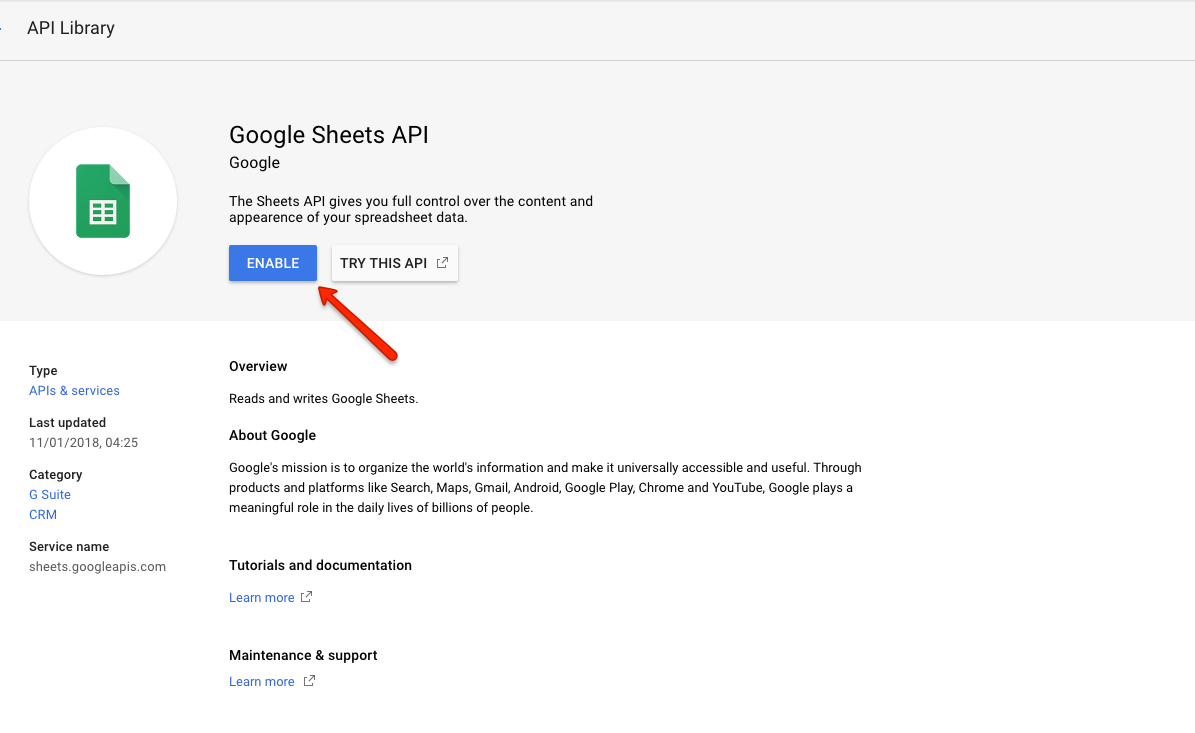 API Library
Google Sheets API
Google
The Sheets API gives you full control over the content and
appearence of your spreadsheet data.
ENABLE
TRY THIS API
Type
APIs & services
Last updated
11/01/2018, 04:25
Category
G Suite
CRM
Service name
sheets.googleapis.com
Overview
Reads and writes Google Sheets.
About Google
Google's mission is to organize the world's information and make it universally accessible and useful. Through
products and platforms like Search, Maps, Gmail, Android, Google Play, Chrome and YouTube, Google plays a
meaningful role in the daily lives of billions of people.
Tutorials and documentation
Learn more
Maintenance & support
Learn more